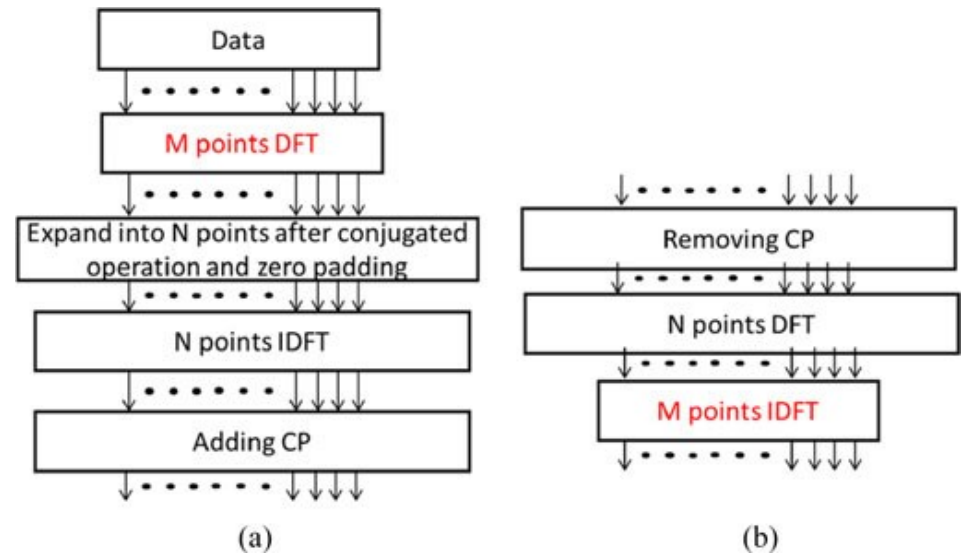 Data
M points DFT
Expand into N points after conjugated
operation and zero padding
N points IDFT
Adding CP
(a)
Removing CP
N points DFT
M points IDFT
(b)